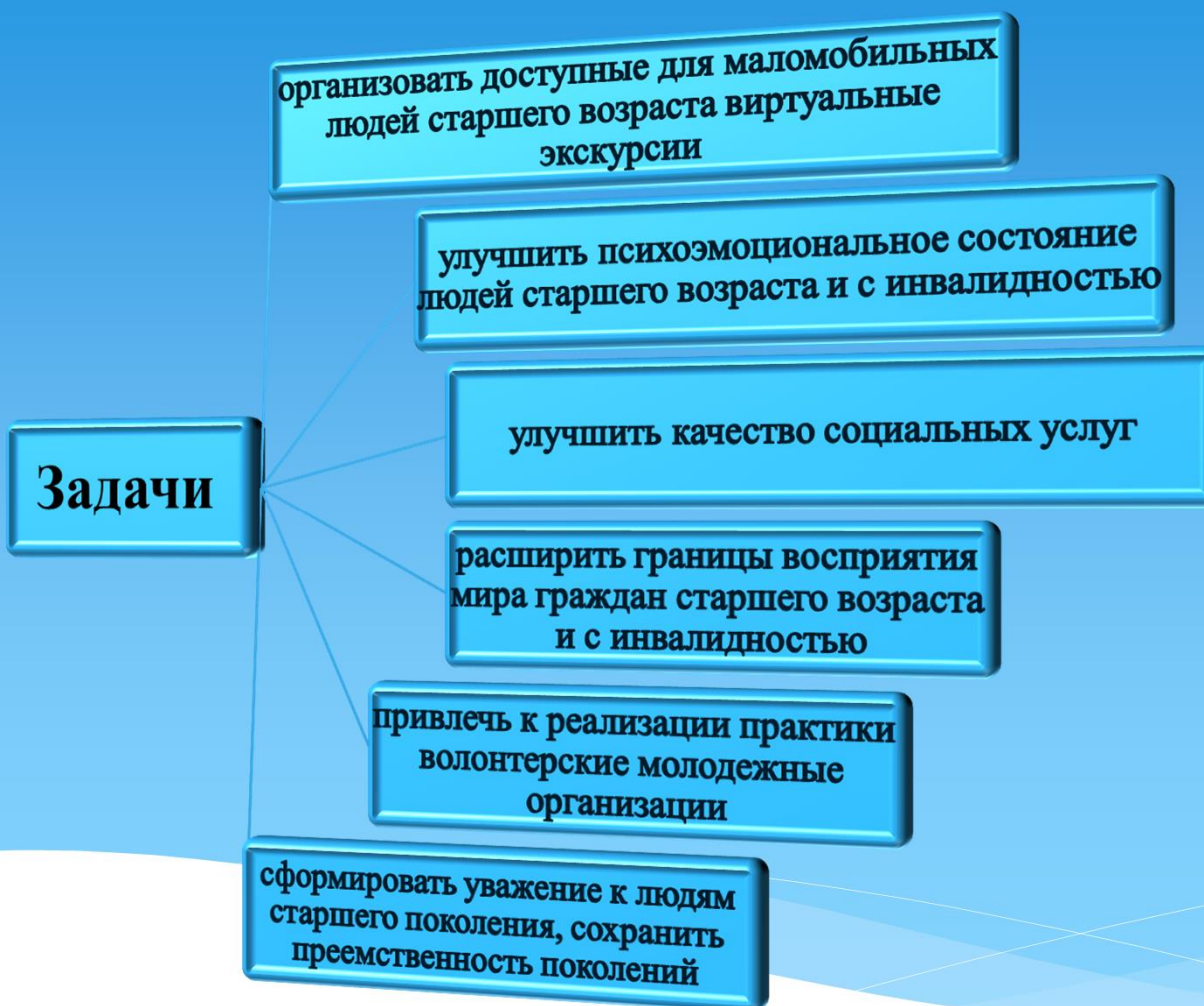 организовать доступные для маломобильных
людей старшего возраста виртуальные
экскурсии
улучшить психоэмоциональное состояние
людей старшего возраста и с инвалидностью
улучшить качество социальных услуг
Задачи
расширить границы восприятия
мира граждан старшего возраста
и с инвалидностью
привлечь к реализации практики
волонтерские молодежные
организации
сформировать уважение к людям
старшего поколения, сохранить
преемственность поколений